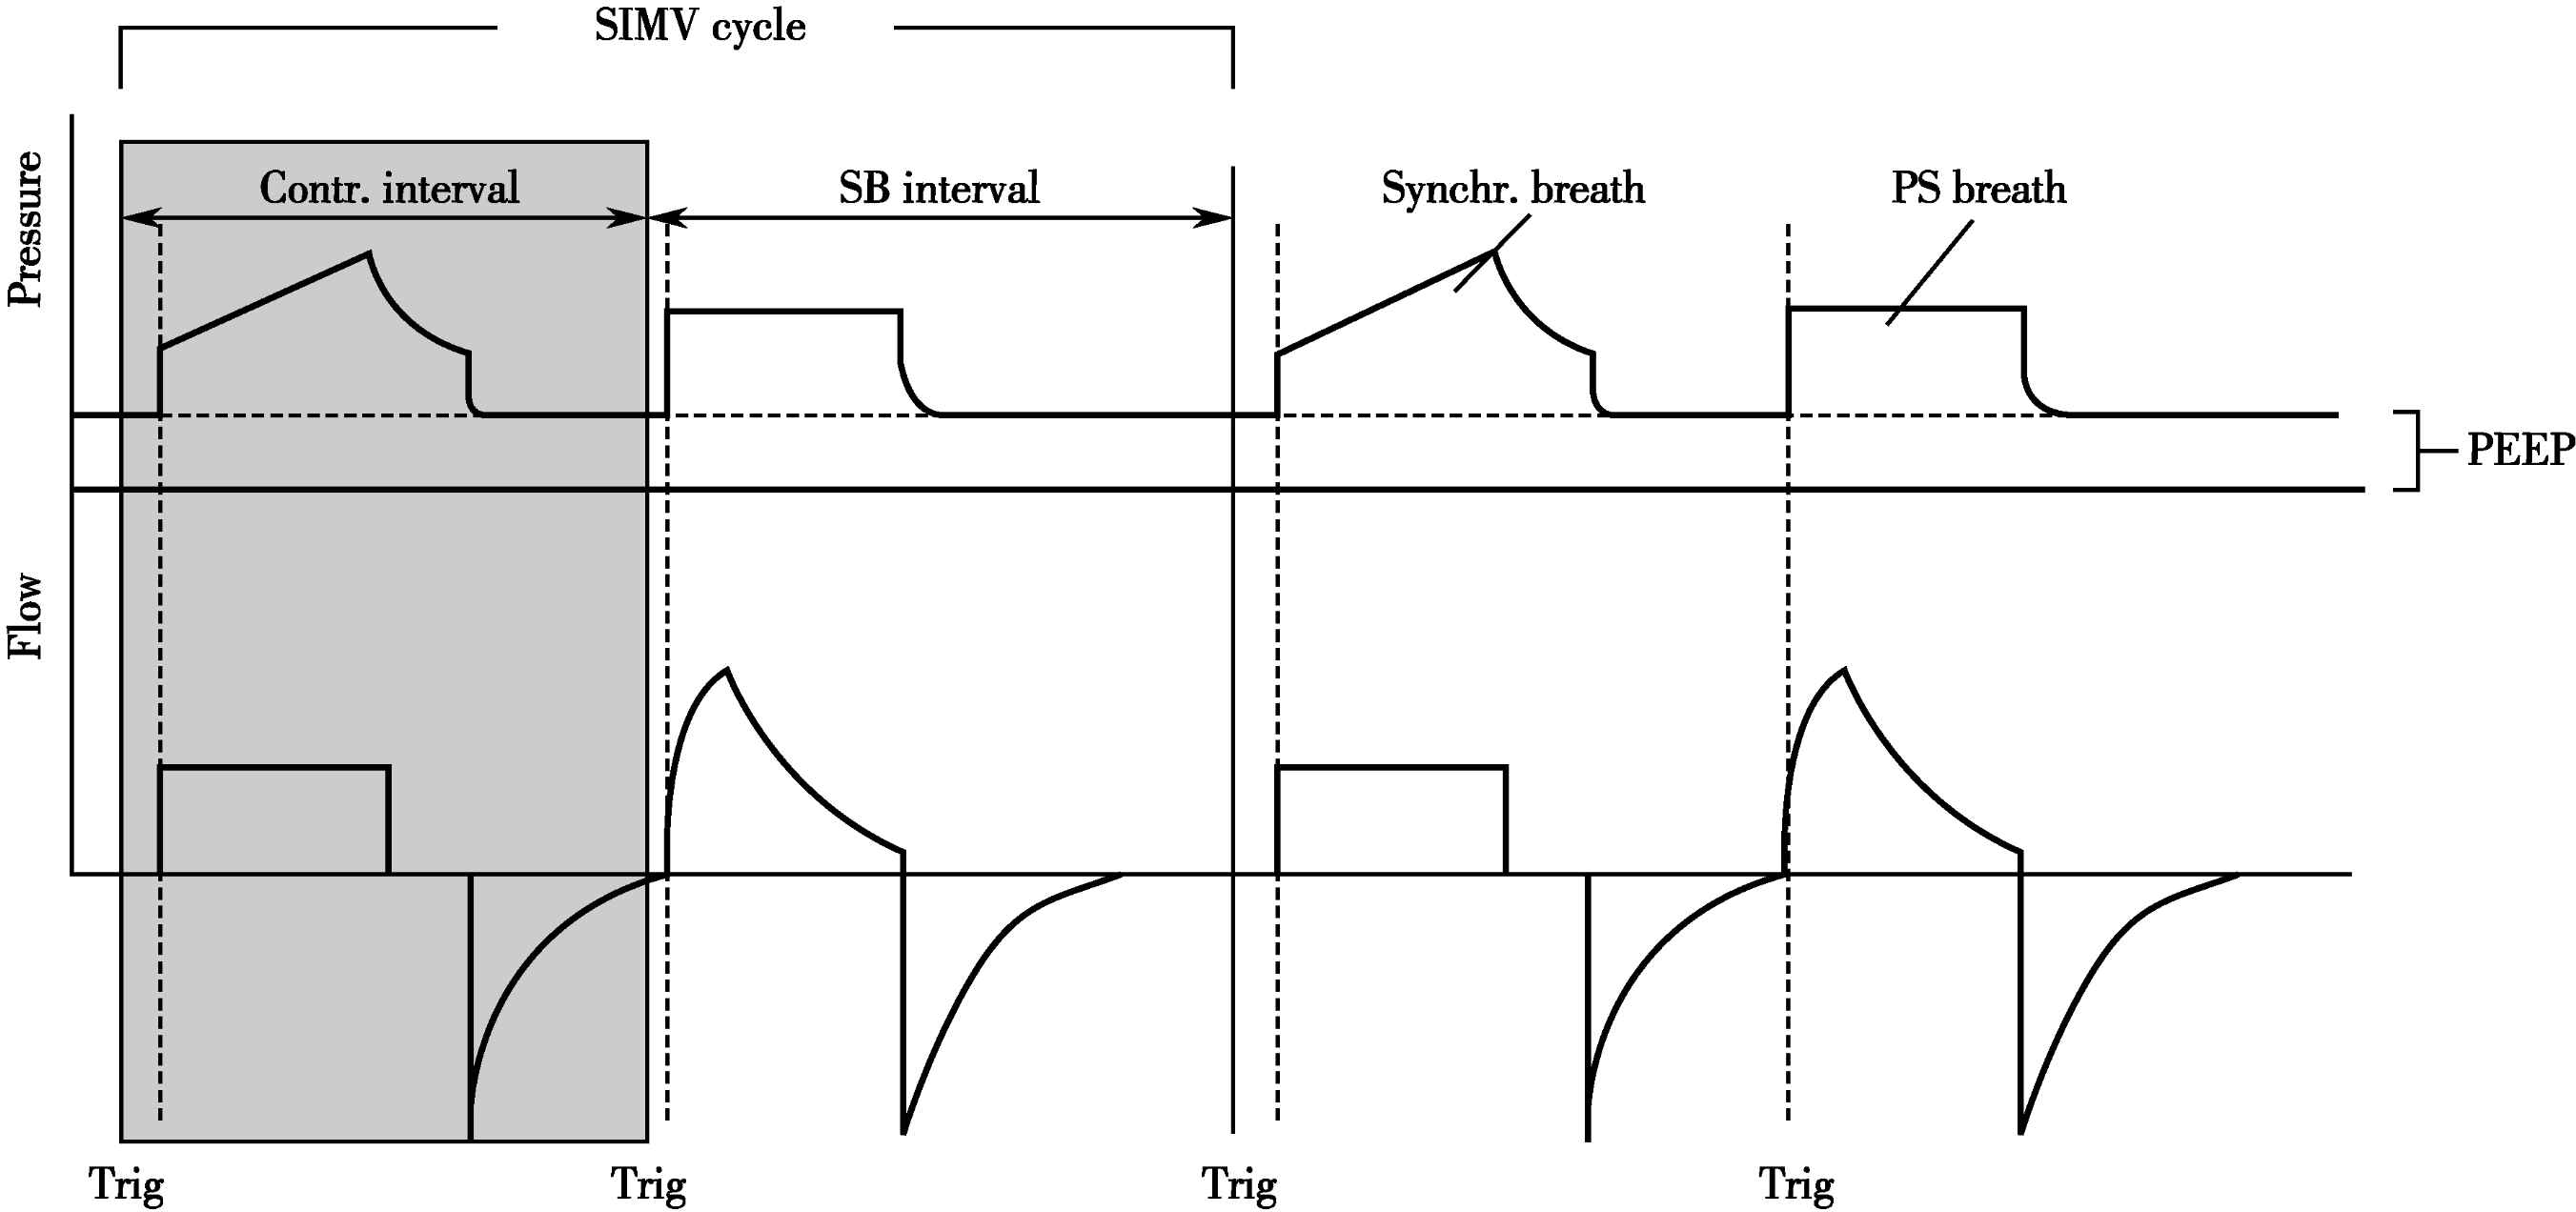 SIMV cycle
Pressure
Contr. interval
SB interval
Synchr. breath
PS breath
PEEP
Flow
Trig
Trig
Trig
Trig